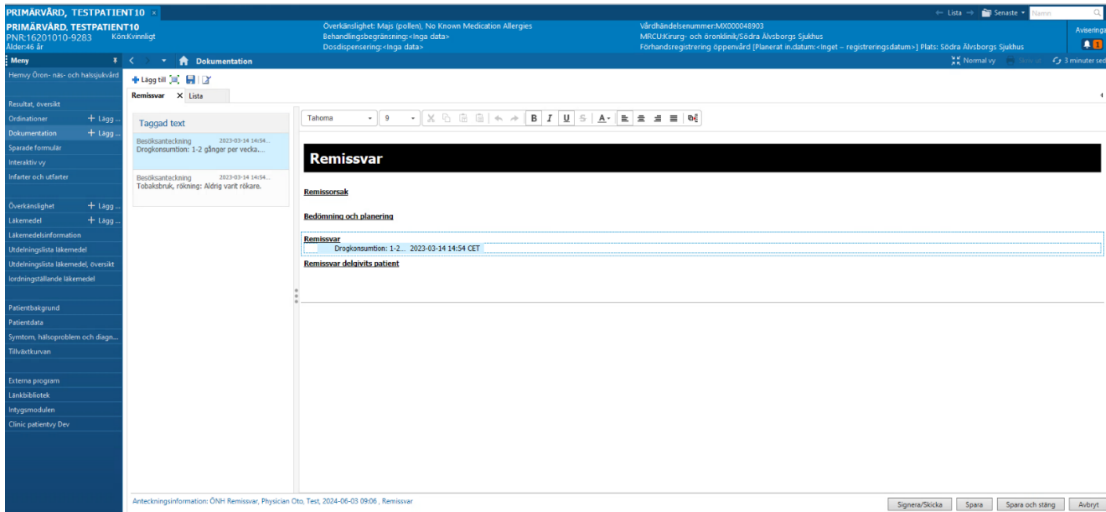 PRIMÄRVÅRD, TESTPATIENT10 ×
← Lista → Senaste Namn
PRIMÄRVÅRD, TESTPATIENT10
PNR:16201010-9283 Kön:Kvinnligt
Ålder:46 år
Överkänslighet: Majs (pollen), No Known Medication Allergies
Behandlingsbegränsning:<Inga data>
Dosdispensering:<Inga data>
Vårdhändelsenummer:MX000048903
MRCU:Kirurg- och öronklinik/Södra Älvsborgs Sjukhus
Förhandsregistrering öppenvård [Planerat in.datum:<Inget – registreringsdatum>] Plats: Södra Älvsborgs Sjukhus
Aviseringa
1
Meny
Dokumentation
Normal vy
3 minuter sed
Hemvy Öron- näs- och halssjukvård
Resultat, översikt
Ordinationer + Lägg ...
Dokumentation + Lägg ...
Sparade formulär
Interaktiv vy
Infarter och utfarter
Överkänslighet + Lägg ...
Läkemedel + Lägg ...
Läkemedelsinformation
Utdelningslista läkemedel
Utdelningslista läkemedel, översikt
Iordningställande läkemedel
Patientbakgrund
Patientdata
Symtom, hälsoproblem och diagn...
Tillväxtkurvan
Externa program
Länkbibliotek
Intygsmodulen
Clinic patientvy Dev
Lägg till
Remissvar × Lista
Taggad text
Besöksanteckning 2023-03-14 14:54...
Drogkonsumtion: 1-2 gånger per vecka....
Besöksanteckning 2023-03-14 14:54...
Tobaksbruk, rökning: Aldrig varit rökare.
Tahoma 9 B I U S A
Remissvar
Remissorsak
Bedömning och planering
Remissvar
Drogkonsumtion: 1-2... 2023-03-14 14:54 CET
Remissvar delgivits patient
Anteckningsinformation: ÖNH Remissvar, Physician Oto, Test, 2024-06-03 09:06 , Remissvar
Signera/Skicka Spara Spara och stäng Avbryt